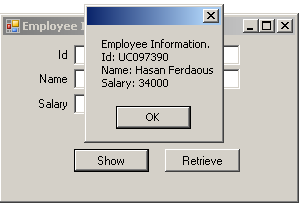 Employee I
Employee Information.
Id: UC097390
Name: Hasan Ferdaous
Salary: 34000
OK
Id
Name
Salary
Show
Retrieve